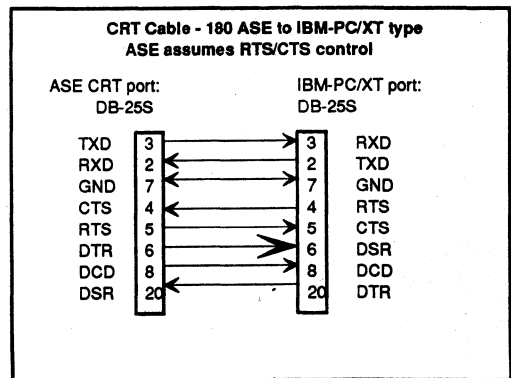 CRT Cable - 180 ASE to IBM-PC/XT type
ASE assumes RTS/CTS control
ASE CRT port: IBM-PC/XT port:
DB-25S DB-25S
TXD 3 3 RXD
RXD 2 2 TXD
GND 7 7 GND
CTS 4 4 RTS
RTS 5 5 CTS
DTR 6 6 DSR
DCD 8 8 DCD
DSR 20 20 DTR